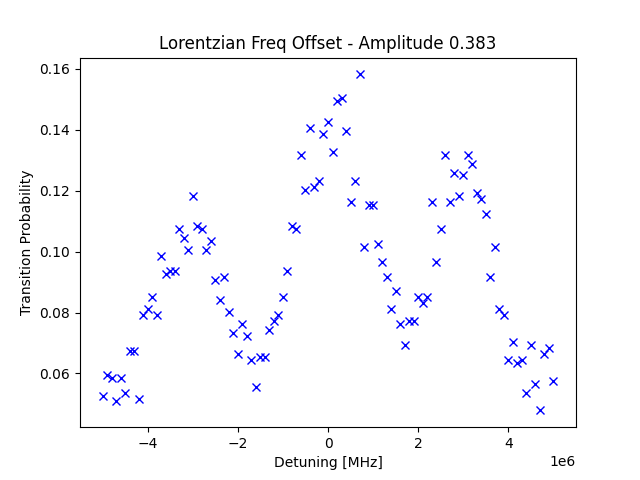 Lorentzian Freq Offset - Amplitude 0.383
0.16
0.14
0.12
0.10
0.08
0.06
Transition Probability
−4
−2
0
2
4
1e6
Detuning [MHz]